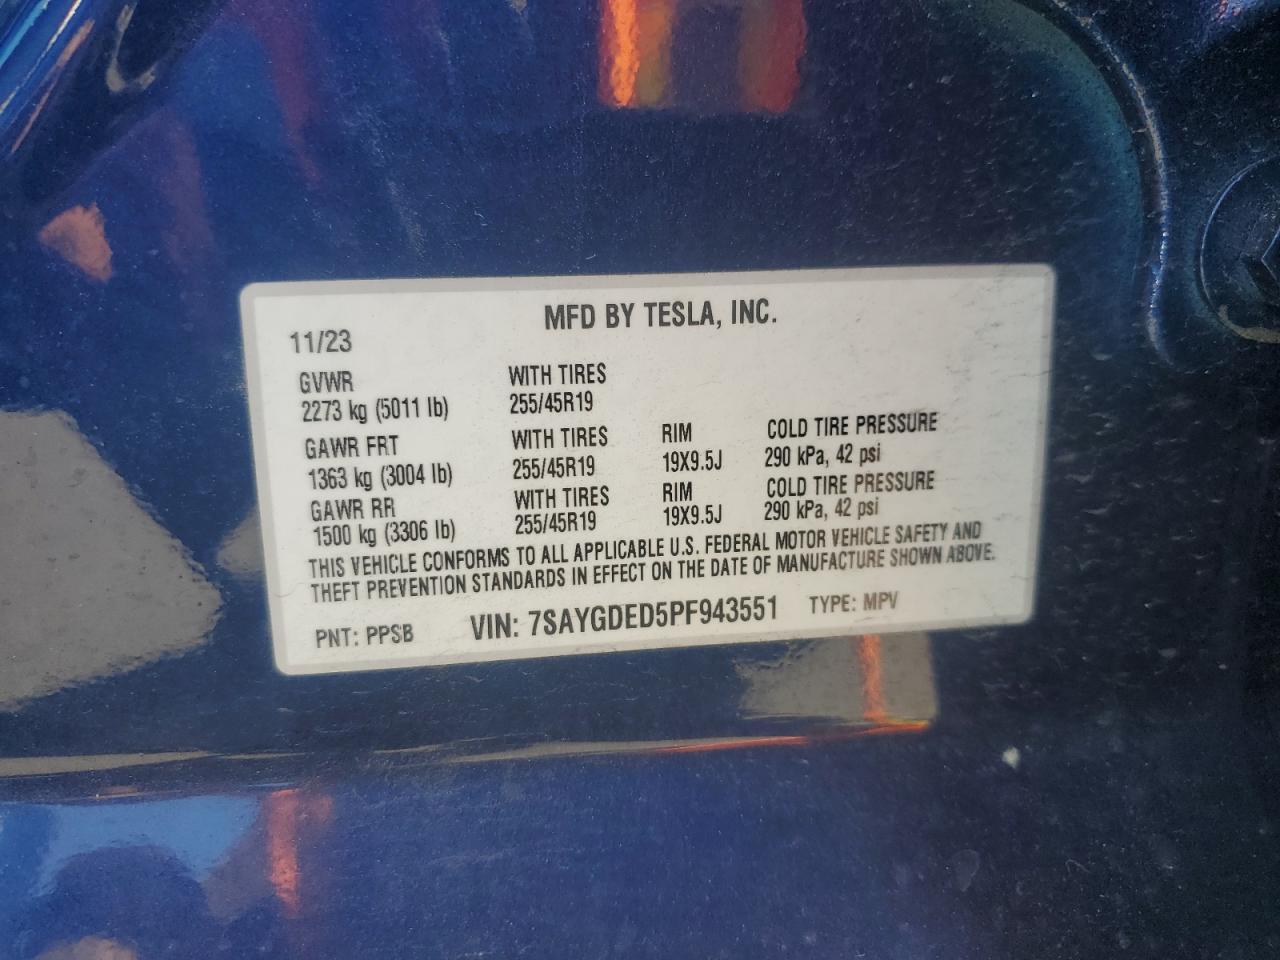 MFD BY TESLA, INC.
11/23
GVWR WITH TIRES
2273 kg (5011 lb) 255/45R19
GAWR FRT WITH TIRES RIM COLD TIRE PRESSURE
1363 kg (3004 lb) 255/45R19 19X9.5J 290 kPa, 42 psi
GAWR RR WITH TIRES RIM COLD TIRE PRESSURE
1500 kg (3306 lb) 255/45R19 19X9.5J 290 kPa, 42 psi
THIS VEHICLE CONFORMS TO ALL APPLICABLE U.S. FEDERAL MOTOR VEHICLE SAFETY AND
THEFT PREVENTION STANDARDS IN EFFECT ON THE DATE OF MANUFACTURE SHOWN ABOVE.
PNT: PPSB VIN: 7SAYGDED5PF943551 TYPE: MPV